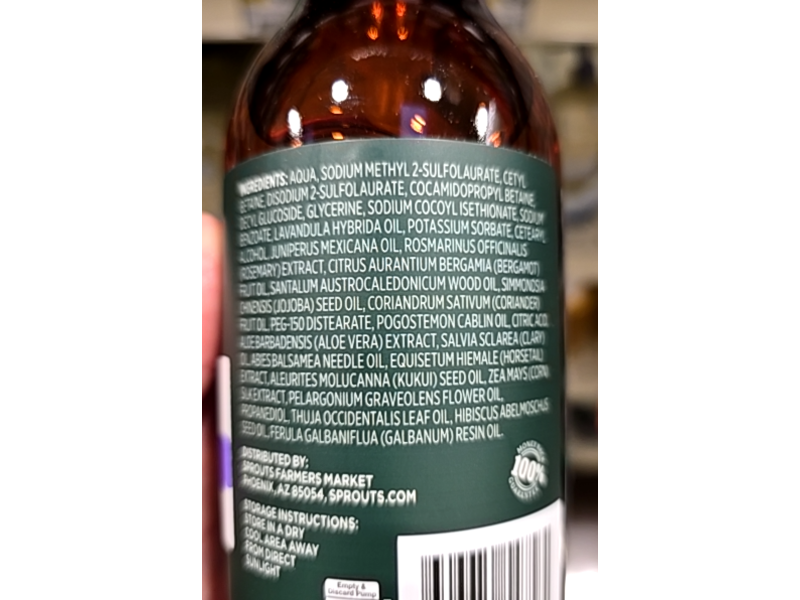 INGREDIENTS: AQUA, SODIUM METHYL 2-SULFOLAURATE, CETYL
BETAINE, DISODIUM 2-SULFOLAURATE, COCAMIDOPROPYL BETAINE,
DECYL GLUCOSIDE, GLYCERINE, SODIUM COCOYL ISETHIONATE, SODIUM
BENZOATE, LAVANDULA HYBRIDA OIL, POTASSIUM SORBATE, CETEARYL
ALCOHOL, JUNIPERUS MEXICANA OIL, ROSMARINUS OFFICINALIS
(ROSEMARY) EXTRACT, CITRUS AURANTIUM BERGAMIA (BERGAMOT)
FRUIT OIL, SANTALUM AUSTROCALEDONICUM WOOD OIL, SIMMONDSIA
CHINENSIS (JOJOBA) SEED OIL, CORIANDRUM SATIVUM (CORIANDER)
FRUIT OIL, PEG-150 DISTEARATE, POGOSTEMON CABLIN OIL, CITRIC ACID,
ALOE BARBADENSIS (ALOE VERA) EXTRACT, SALVIA SCLAREA (CLARY)
OIL, ABIES BALSAMEA NEEDLE OIL, EQUISETUM HIEMALE (HORSETAIL)
EXTRACT, ALEURITES MOLUCCANNA (KUKUI) SEED OIL, ZEA MAYS (CORN)
SILK EXTRACT, PELARGONIUM GRAVEOLENS FLOWER OIL,
PROPANEDIOL, THUJA OCCIDENTALIS LEAF OIL, HIBISCUS ABELMOSCHUS
SEED OIL, FERULA GALBANIFLUA (GALBANUM) RESIN OIL.
DISTRIBUTED BY:
SPROUTS FARMERS MARKET
PHOENIX, AZ 85054, SPROUTS.COM
100%
STORAGE INSTRUCTIONS:
STORE IN A DRY
COOL AREA AWAY
FROM DIRECT
SUNLIGHT
Empty &
Discard Pump